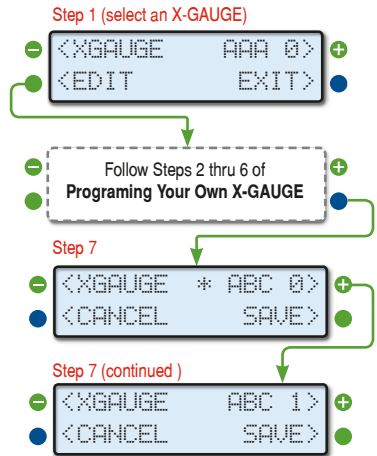 Step 1 (select an X-GAUGE)
<XGAUGE AAA 0>
<EDIT EXIT>
Follow Steps 2 thru 6 of
Programing Your Own X-GAUGE
Step 7
<XGAUGE * ABC 0>
<CANCEL SAVE>
Step 7 (continued )
<XGAUGE ABC 1>
<CANCEL SAVE>